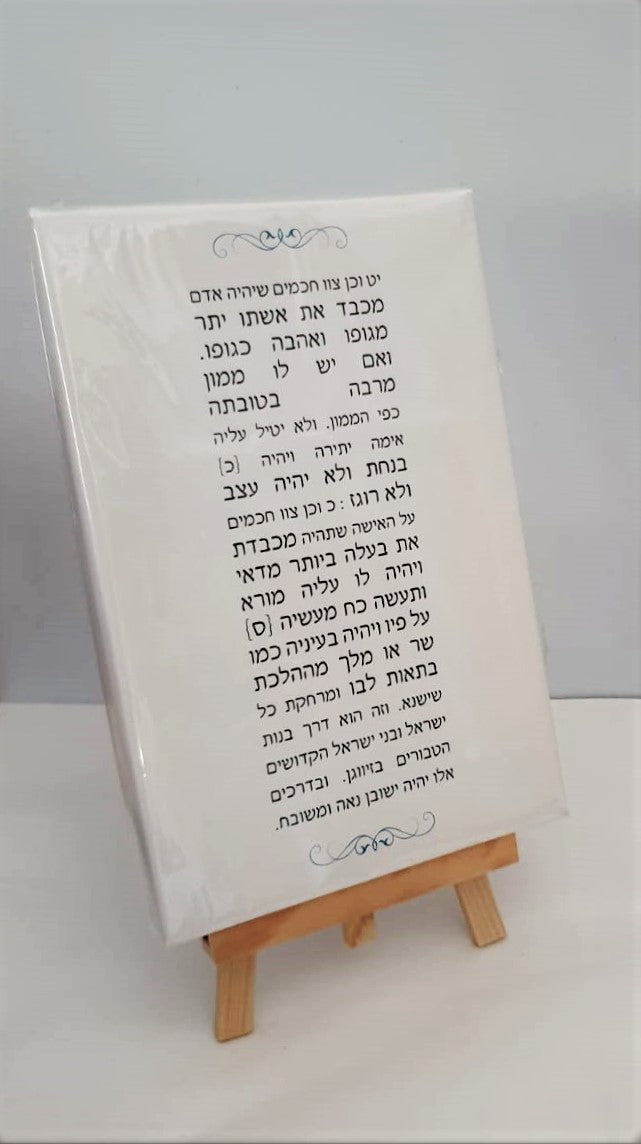 יט וכן צוו חכמים שיהיה אדם
מכבד את אשתו יתר
מגופו ואהבה כגופו.
ואם יש לו ממון
מרבה בטובתה
כפי הממון. ולא יטיל עליה
אימה יתירה ויהיה {כ}
בנחת ולא יהיה עצב
ולא רוגז : כ וכן צוו חכמים
על האישה שתהיה מכבדת
את בעלה ביותר מדאי
ויהיה לו עליה מורא
ותעשה כח מעשיה {ס}
על פיו ויהיה בעיניה כמו
שר או מלך מההלכת
בתאות לבו ומרחקת כל
שישנא. וזה הוא דרך בנות
ישראל ובני ישראל הקדושים
הטבורים בזיווגן. ובדרכים
אלו יהיה ישובן נאה ומשובח.